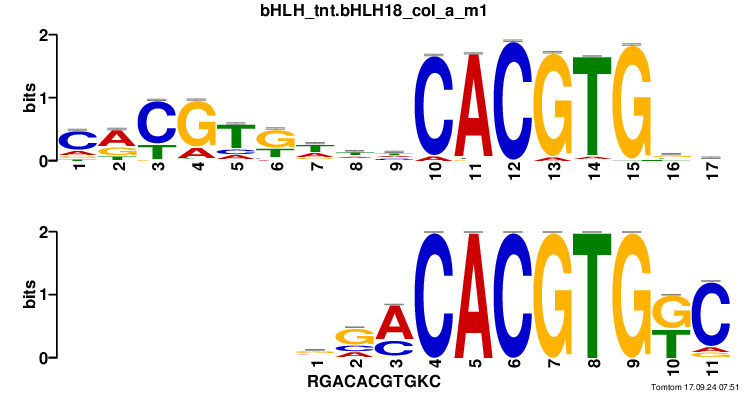 bHLH_tnt.bHLH18_col_a_m1
2
1
0
bits
CACGTGTTACACGTG
1 2 3 4 5 6 7 8 9 10 11 12 13 14 15 16 17
2
1
0
bits
GACACGTGGC
1 2 3 4 5 6 7 8 9 10 11
RGACACGTGKC
Tomtom 17.09.24 07:51